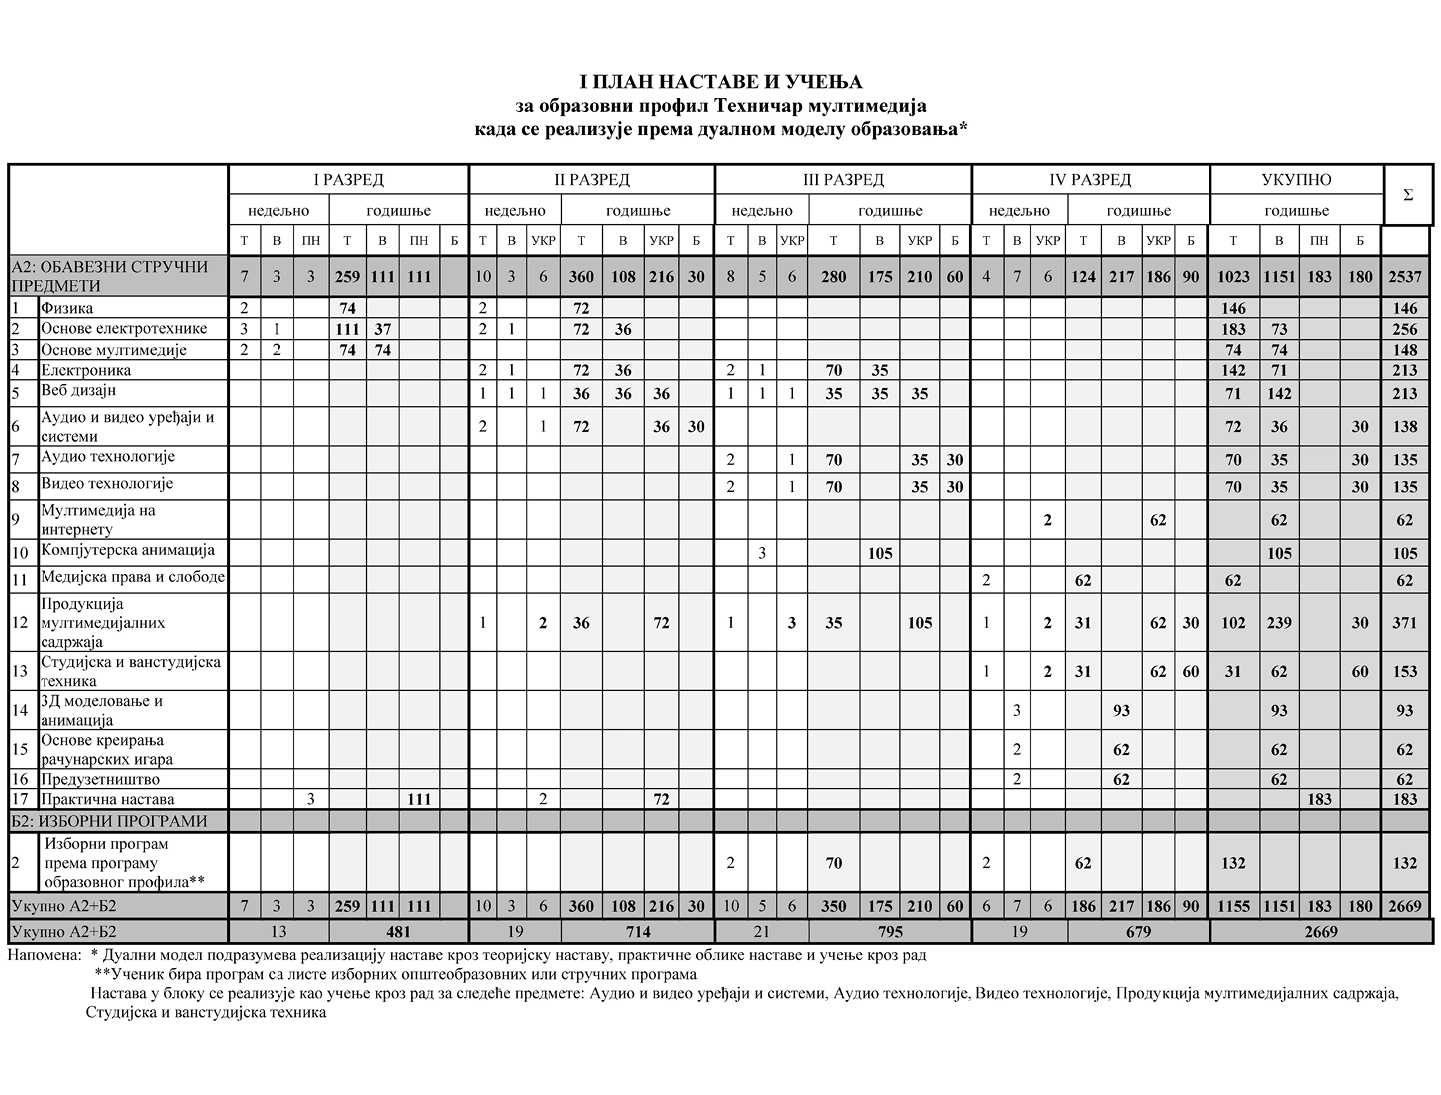 I ПЛАН НАСТАВЕ И УЧЕЊА
за образовни профил Техничар мултимедија
када се реализује према дуалном моделу образовања*
I РАЗРЕД II РАЗРЕД III РАЗРЕД IV РАЗРЕД УКУПНО Σ
недељно годишње недељно годишње недељно годишње недељно годишње годишње
Т В ПН Т В ПН Б Т В УКР Т В УКР Б Т В УКР Т В УКР Б Т В УКР Т В УКР Б Т В ПН Б
А2: ОБАВЕЗНИ СТРУЧНИ
ПРЕДМЕТИ 7 3 3 259 111 111 10 3 6 360 108 216 30 8 5 6 280 175 210 60 4 7 6 124 217 186 90 1023 1151 183 180 2537
1 Физика 2 74 2 72 146 146
2 Основе електротехнике 3 1 111 37 2 1 72 36 183 73 256
3 Основе мултимедије 2 2 74 74 74 74 148
4 Електроника 2 1 72 36 2 1 70 35 142 71 213
5 Веб дизајн 1 1 1 36 36 36 1 1 1 35 35 35 71 142 213
6 Аудио и видео уређаји и
системи 2 1 72 36 30 72 36 30 138
7 Аудио технологије 2 1 70 35 30 70 35 30 135
8 Видео технологије 2 1 70 35 30 70 35 30 135
9 Мултимедија на
интернету 2 62 62 62
10 Компјутерска анимација 3 105 105 105
11 Медијска права и слободе 2 62 62 62
12 Продукција
мултимедијалних
садржаја 1 2 36 72 1 3 35 105 1 2 31 62 30 102 239 30 371
13 Студијска и ванстудијска
техника 1 2 31 62 60 31 62 60 153
14 3Д моделовање и
анимација 3 93 93 93
15 Основе креирања
рачунарских игара 2 62 62 62
16 Предузетништво 2 62 62 62
17 Практична настава 3 111 2 72 183 183
Б2: ИЗБОРНИ ПРОГРАМИ
2 Изборни програм
према програму
образовног профила** 2 70 2 62 132 132
Укупно А2+Б2 7 3 3 259 111 111 10 3 6 360 108 216 30 10 5 6 350 175 210 60 6 7 6 186 217 186 90 1155 1151 183 180 2669
Укупно А2+Б2 13 481 19 714 21 795 19 679 2669
Напомена: * Дуални модел подразумева реализацију наставе кроз теоријску наставу, практичне облике наставе и учење кроз рад
**Ученик бира програм са листе изборних општеобразовних или стручних програма
Настава у блоку се реализује као учење кроз рад за следеће предмете: Аудио и видео уређаји и системи, Аудио технологије, Видео технологије, Продукција мултимедијалних садржаја,
Студијска и ванстудијска техника